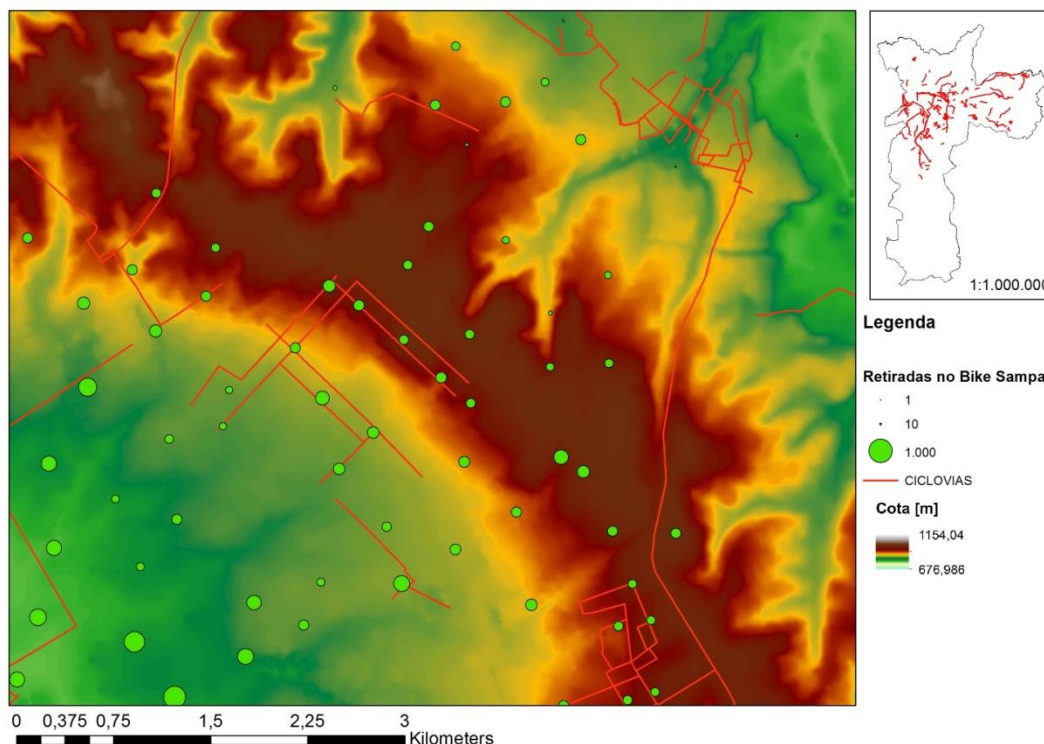 1:1.000.000
Legenda
Retiradas no Bike Sampa
1
10
1.000
CICLOVIAS
Cota [m]
1154,04
676,986
0 0,375 0,75 1,5 2,25 3
Kilometers